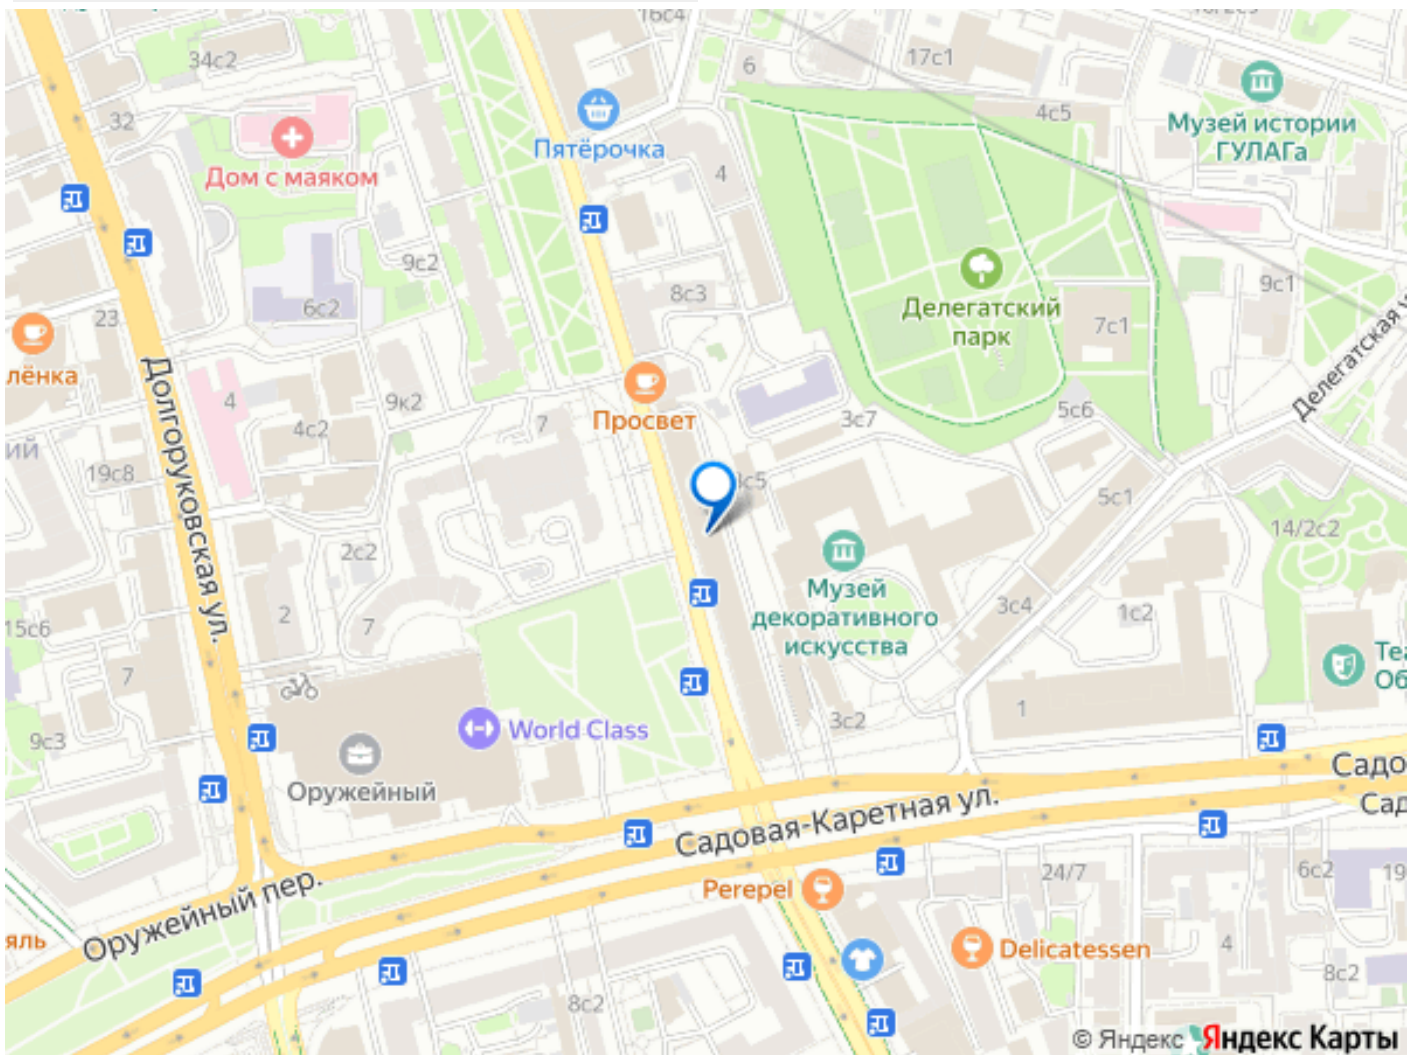 16с4
34с2
17с1
6
32
4с5
Музей истории
ГУЛАГа
Пятёрочка
Дом с маяком
4
9с2
8с3
9с1
6с2
23
Делегатский
парк
7с1
Делегатская у
лёнка
Долгоруковская ул.
4
9к2
Просвет
5с6
3с7
4с2
7
ий
19с8
5с1
14/2с2
2с2
Музей
декоративного
искусства
3с4
1с2
2
7
15с6
7
Теа
Об
3с2
1
World Class
9с3
Оружейный
Садо
Сад
Садовая-Каретная ул.
Оружейный пер.
Perepel
24/7
6с2
19
яль
Delicatessen
4
8с2
8с2
© Яндекс Яндекс Карты